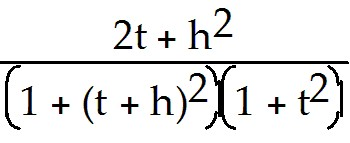 2t + h²
(1 + (t + h)²)(1 + t²)